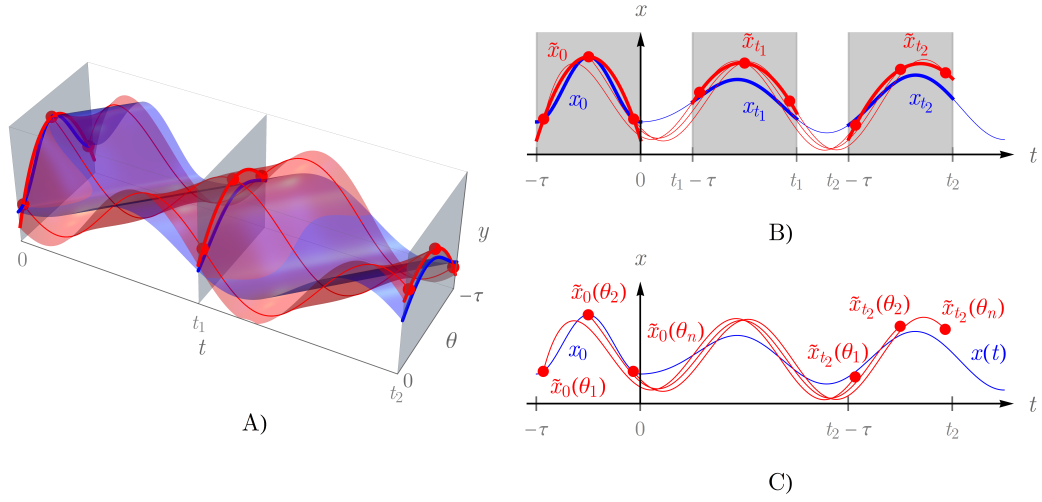 0
t₁
t
t₂
0
θ
−τ
y
A)
x
x̃₀
x₀
x̃ₜ₁
xₜ₁
x̃ₜ₂
xₜ₂
t
−τ
0
t₁−τ
t₁
t₂−τ
t₂
B)
x
x̃₀(θ₂)
x₀
x̃₀(θ₁)
x̃₀(θₙ)
x̃ₜ₂(θ₂)
x̃ₜ₂(θₙ)
x̃ₜ₂(θ₁)
x(t)
t
−τ
0
t₂−τ
t₂
C)